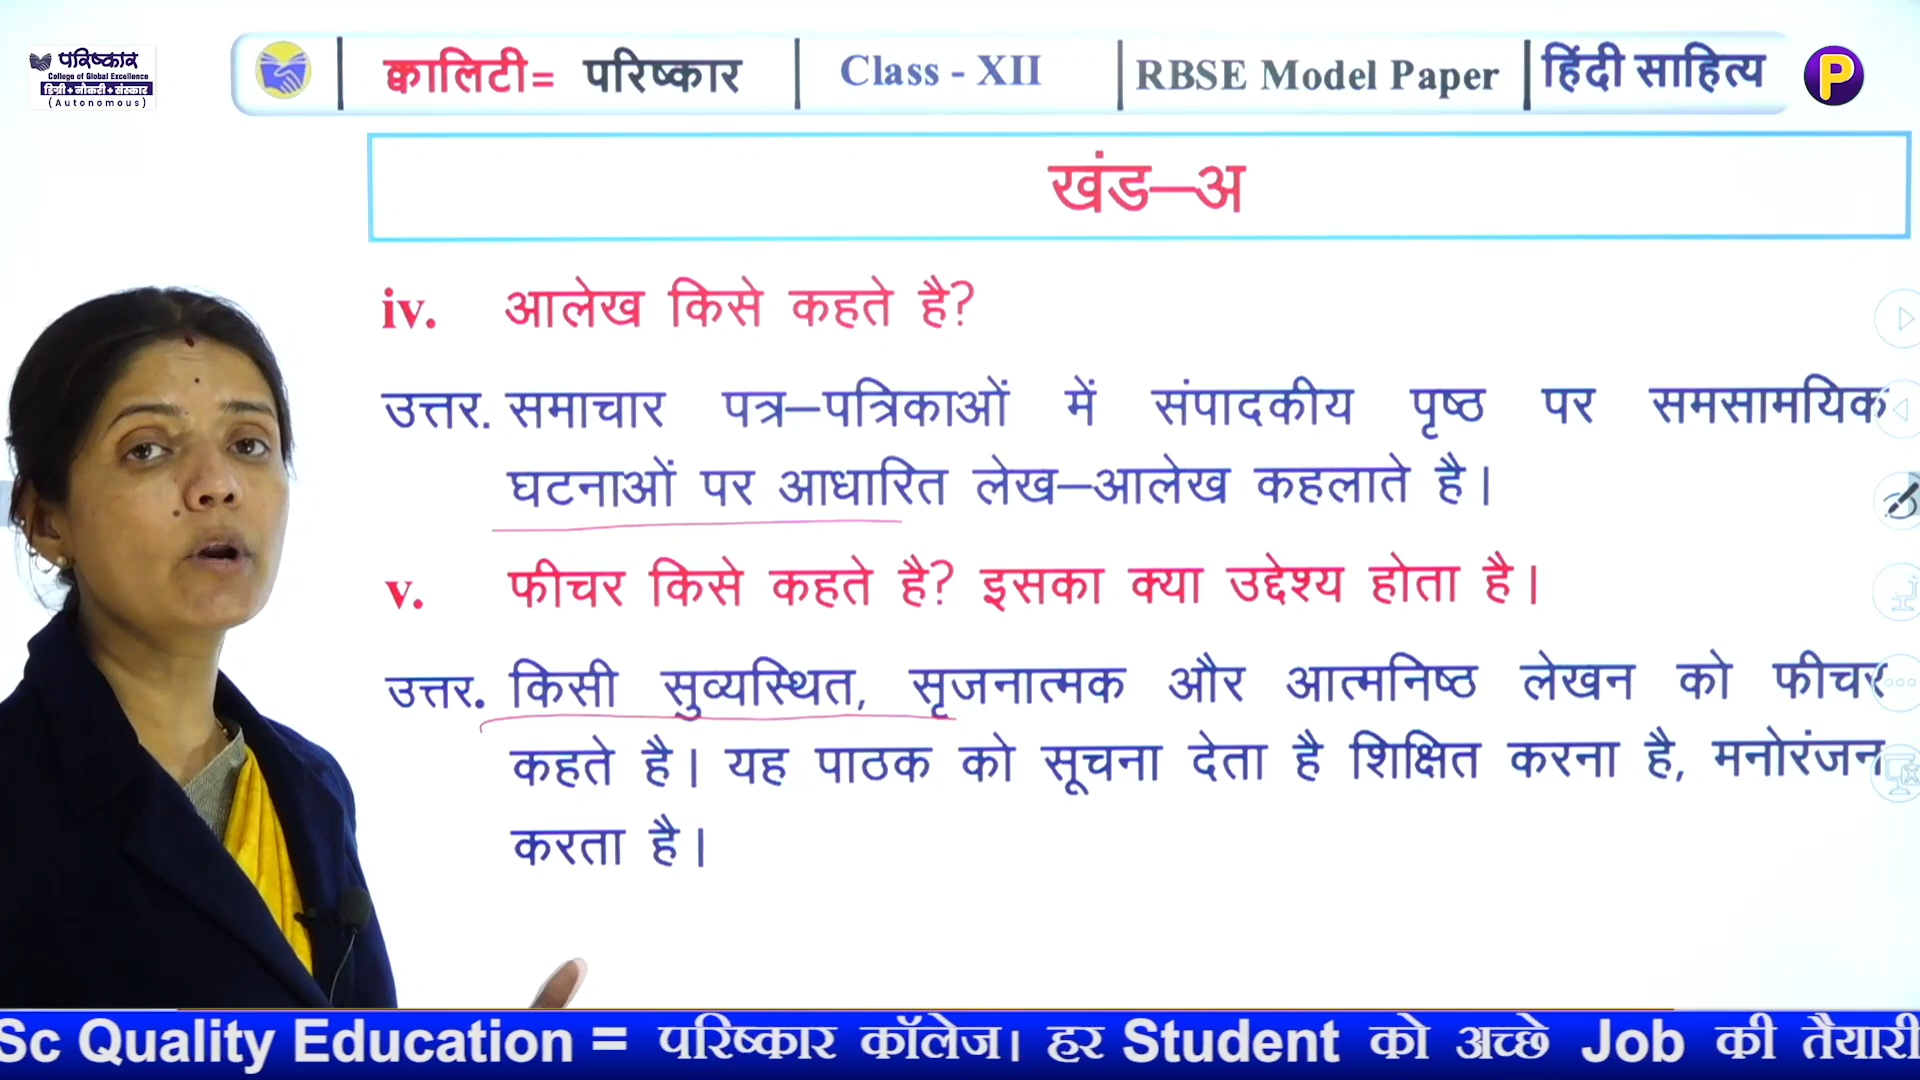 परिष्कार
College of Global Excellence
डिग्री + नौकरी + संस्कार
(Autonomous)
क्वालिटी= परिष्कार
Class - XII
RBSE Model Paper
हिंदी साहित्य
P
खंड–अ
iv. आलेख किसे कहते है?
उत्तर. समाचार पत्र–पत्रिकाओं में संपादकीय पृष्ठ पर समसामयिक
घटनाओं पर आधारित लेख–आलेख कहलाते है।
v. फीचर किसे कहते है? इसका क्या उद्देश्य होता है।
उत्तर. किसी सुव्यस्थित, सृजनात्मक और आत्मनिष्ठ लेखन को फीचर
कहते है। यह पाठक को सूचना देता है शिक्षित करना है, मनोरंजन
करता है।
Sc Quality Education = परिष्कार कॉलेज। हर Student को अच्छे Job की तैयारी